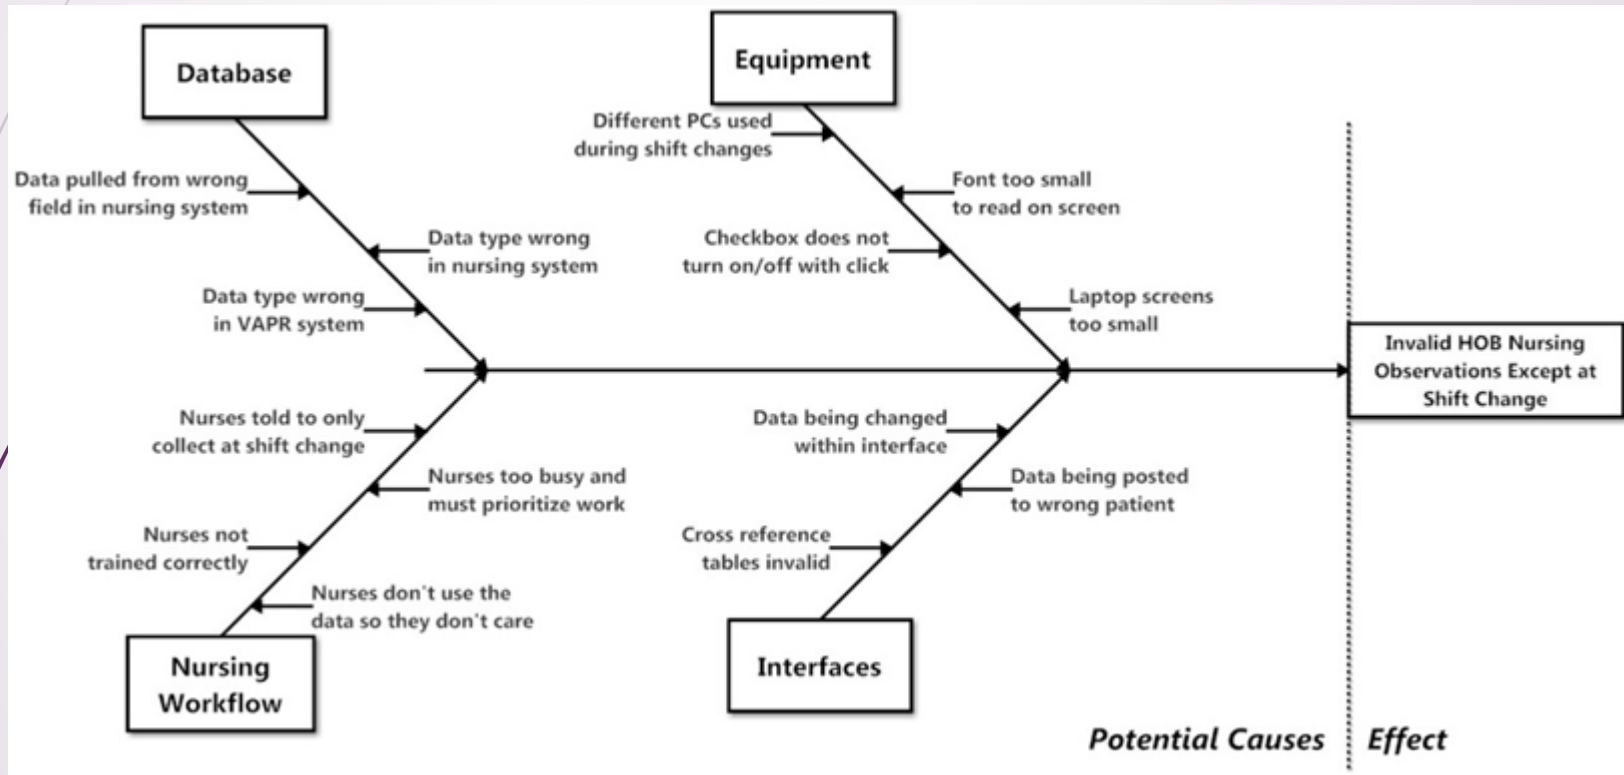 Database
Equipment
Different PCs used
during shift changes
Data pulled from wrong
field in nursing system
Font too small
to read on screen
Data type wrong
in nursing system
Checkbox does not
turn on/off with click
Data type wrong
in VAPR system
Laptop screens
too small
Invalid HOB Nursing
Observations Except at
Shift Change
Nurses told to only
collect at shift change
Data being changed
within interface
Nurses too busy and
must prioritize work
Data being posted
to wrong patient
Nurses not
trained correctly
Cross reference
tables invalid
Nurses don't use the
data so they don't care
Nursing
Workflow
Interfaces
Potential Causes
Effect